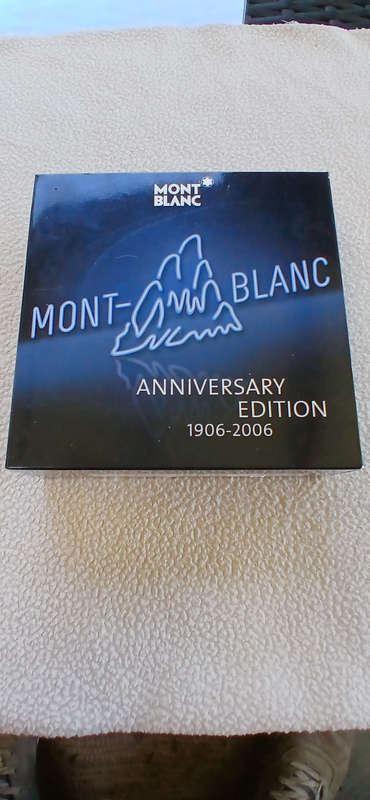 MONT
BLANC
MONT-BLANC
ANNIVERSARY
EDITION
1906-2006